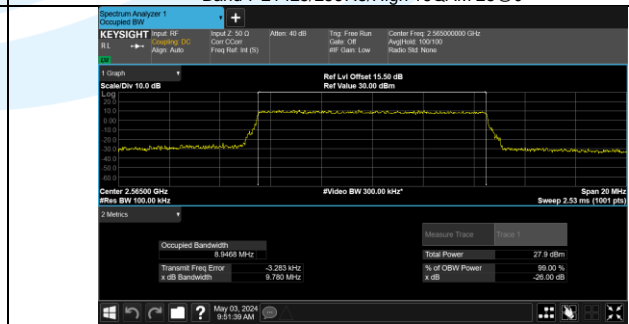 Spectrum Analyzer 1
Occupied BW
+
KEYSIGHT Input: RF Input Z: 50 Ω Atten: 40 dB Trig: Free Run Center Freq: 2.565000000 GHz
RL Coupling: DC Corr CCorr Gate: Off Avg|Hold: 100/100
Align: Auto Freq Ref: Int (S) #IF Gain: Low Radio Std: None
1 Graph Ref Lvl Offset 15.50 dB
Scale/Div 10.0 dB Ref Value 30.00 dBm
Log
20.0
10.0
0.00
-10.0
-20.0
-30.0
-40.0
-50.0
-60.0
Center 2.56500 GHz #Video BW 300.00 kHz* Span 20 MHz
#Res BW 100.00 kHz Sweep 2.53 ms (1001 pts)
2 Metrics
Measure Trace Trace 1
Occupied Bandwidth
8.9468 MHz Total Power 27.9 dBm
Transmit Freq Error -3.283 kHz % of OBW Power 99.00 %
x dB Bandwidth 9.780 MHz x dB -26.00 dB
? May 03, 2024
9:51:39 AM